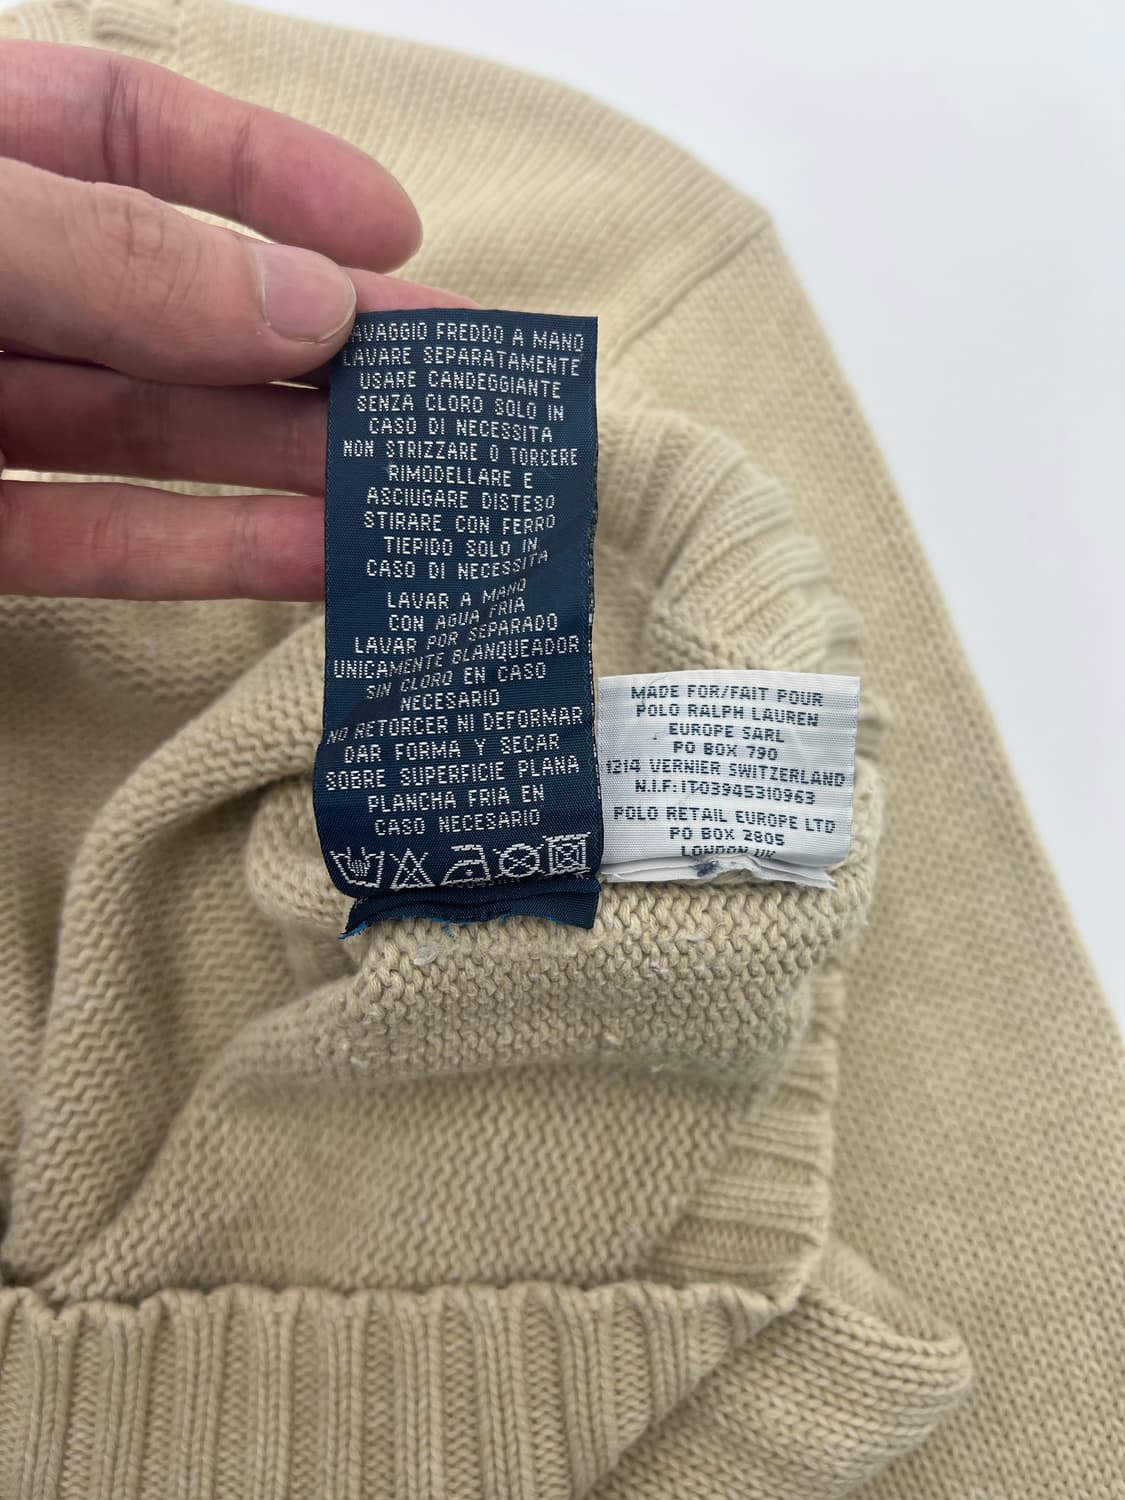 LAVAGGIO FREDDO A MANO
LAVARE SEPARATAMENTE
USARE CANDEGGIANTE
SENZA CLORO SOLO IN
CASO DI NECESSITA
NON STRIZZARE O TORCERE
RIMODELLARE E
ASCIUGARE DISTESO
STIRARE CON FERRO
TIEPIDO SOLO IN
CASO DI NECESSITA
LAVAR A MANO
CON AGUA FRIA
LAVAR POR SEPARADO
UNICAMENTE BLANQUEADOR
SIN CLORO EN CASO
NECESARIO
NO RETORCER NI DEFORMAR
DAR FORMA Y SECAR
SOBRE SUPERFICIE PLANA
PLANCHA FRIA EN
CASO NECESARIO
MADE FOR/FAIT POUR
POLO RALPH LAUREN
EUROPE SARL
PO BOX 790
1214 VERNIER SWITZERLAND
N.I.F: IT03945310963
POLO RETAIL EUROPE LTD
PO BOX 2805
LONDON UK